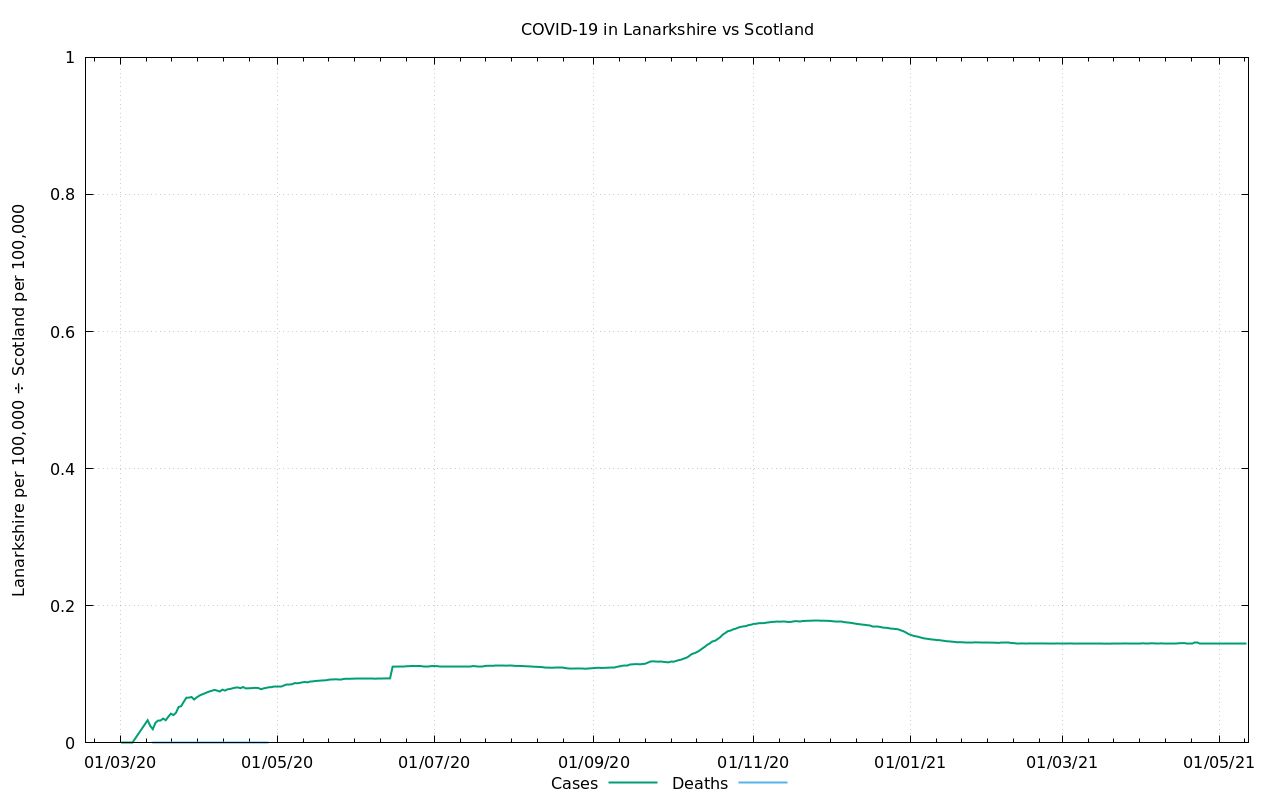 COVID-19 in Lanarkshire vs Scotland
Lanarkshire per 100,000 ÷ Scotland per 100,000
1
0.8
0.6
0.4
0.2
0
01/03/20 01/05/20 01/07/20 01/09/20 01/11/20 01/01/21 01/03/21 01/05/21
Cases Deaths